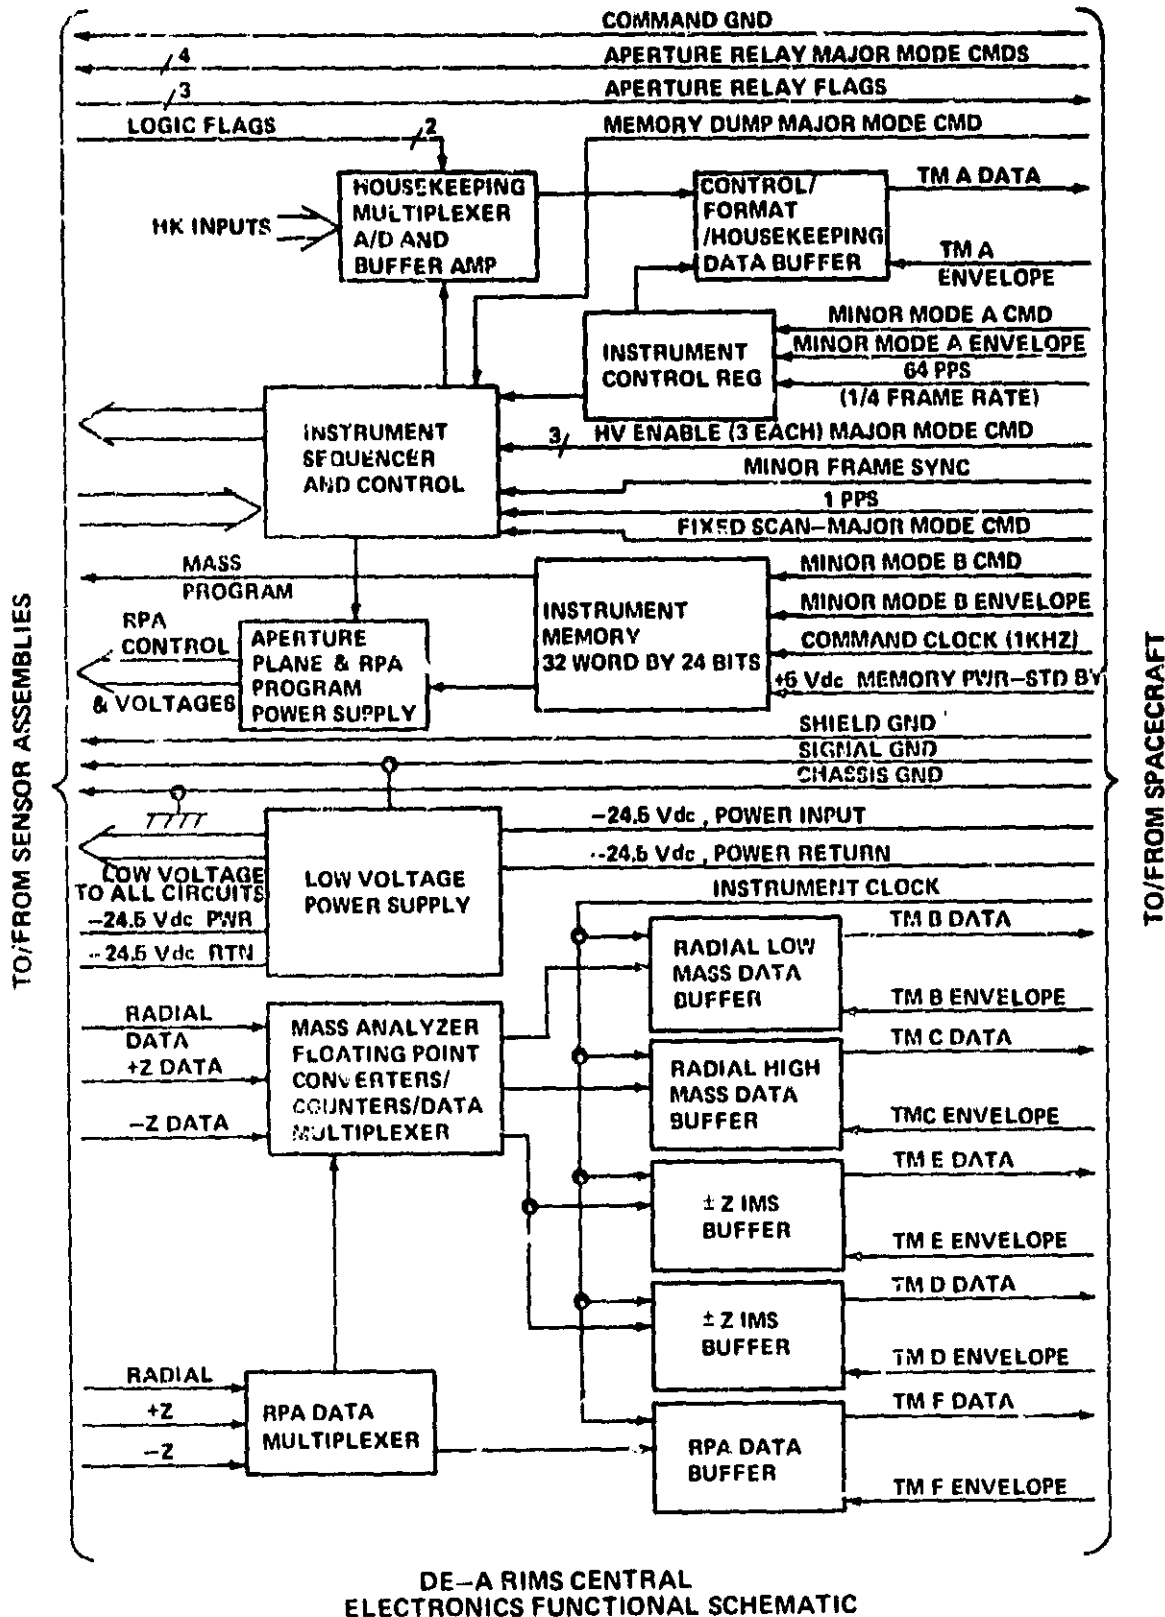 COMMAND GND
4
APERTURE RELAY MAJOR MODE CMDS
3
APERTURE RELAY FLAGS
LOGIC FLAGS
2
MEMORY DUMP MAJOR MODE CMD
HOUSEKEEPING
MULTIPLEXER
A/D AND
BUFFER AMP
HK INPUTS
CONTROL/
FORMAT
/HOUSEKEEPING
DATA BUFFER
TM A DATA
TM A
ENVELOPE
INSTRUMENT
CONTROL REG
MINOR MODE A CMD
MINOR MODE A ENVELOPE
64 PPS
(1/4 FRAME RATE)
INSTRUMENT
SEQUENCER
AND CONTROL
3
HV ENABLE (3 EACH) MAJOR MODE CMD
MINOR FRAME SYNC
1 PPS
FIXED SCAN–MAJOR MODE CMD
MASS
PROGRAM
RPA
CONTROL
& VOLTAGES
APERTURE
PLANE & RPA
PROGRAM
POWER SUPPLY
INSTRUMENT
MEMORY
32 WORD BY 24 BITS
MINOR MODE B CMD
MINOR MODE B ENVELOPE
COMMAND CLOCK (1KHZ)
+5 Vdc MEMORY PWR–STD BY
SHIELD GND
SIGNAL GND
CHASSIS GND
LOW VOLTAGE
TO ALL CIRCUITS
–24.5 Vdc PWR
–24.5 Vdc RTN
LOW VOLTAGE
POWER SUPPLY
–24.5 Vdc, POWER INPUT
–24.5 Vdc, POWER RETURN
INSTRUMENT CLOCK
RADIAL LOW
MASS DATA
BUFFER
TM B DATA
TM B ENVELOPE
RADIAL
DATA
+Z DATA
–Z DATA
MASS ANALYZER
FLOATING POINT
CONVERTERS/
COUNTERS/DATA
MULTIPLEXER
RADIAL HIGH
MASS DATA
BUFFER
TM C DATA
TMC ENVELOPE
± Z IMS
BUFFER
TM E DATA
TM E ENVELOPE
± Z IMS
BUFFER
TM D DATA
TM D ENVELOPE
RADIAL
+Z
–Z
RPA DATA
MULTIPLEXER
RPA DATA
BUFFER
TM F DATA
TM F ENVELOPE
TO/FROM SENSOR ASSEMBLIES
TO/FROM SPACECRAFT
DE–A RIMS CENTRAL
ELECTRONICS FUNCTIONAL SCHEMATIC